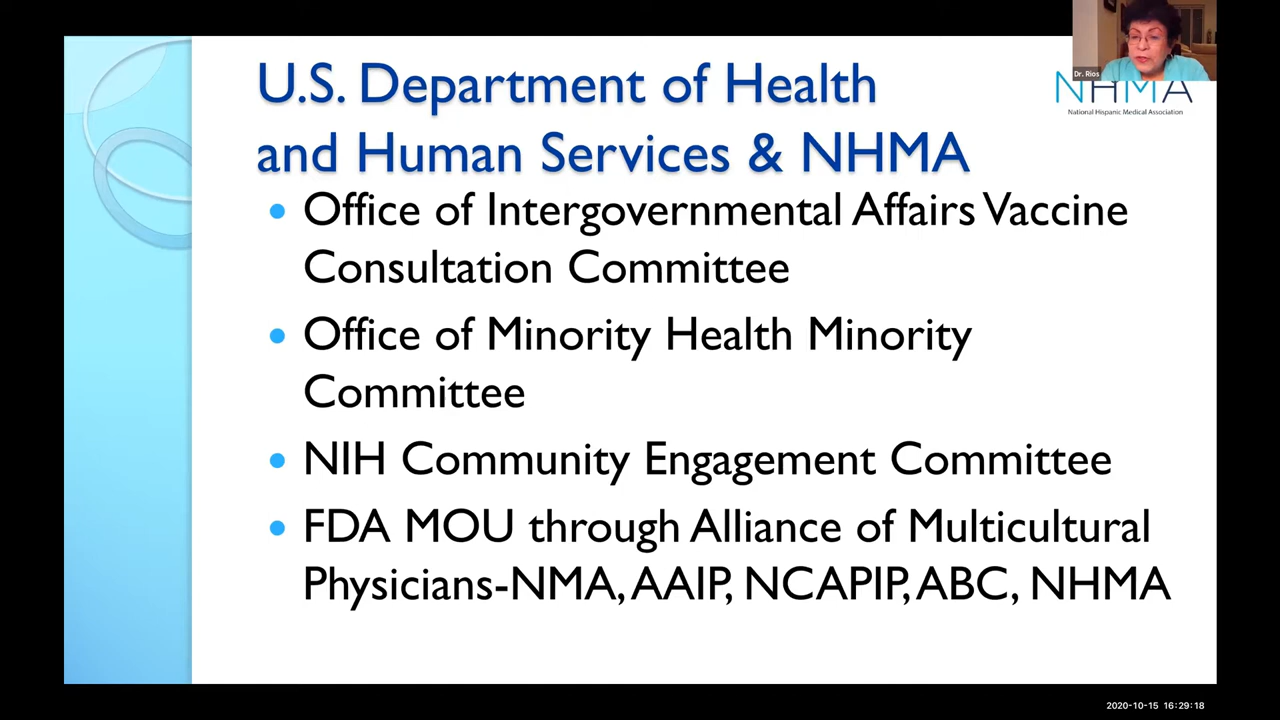 U.S. Department of Health
and Human Services & NHMA
Dr. Rios
NHMA
National Hispanic Medical Association
• Office of Intergovernmental Affairs Vaccine
Consultation Committee
• Office of Minority Health Minority
Committee
• NIH Community Engagement Committee
• FDA MOU through Alliance of Multicultural
Physicians-NMA, AAIP, NCAPIP, ABC, NHMA
2020-10-15 16:29:18